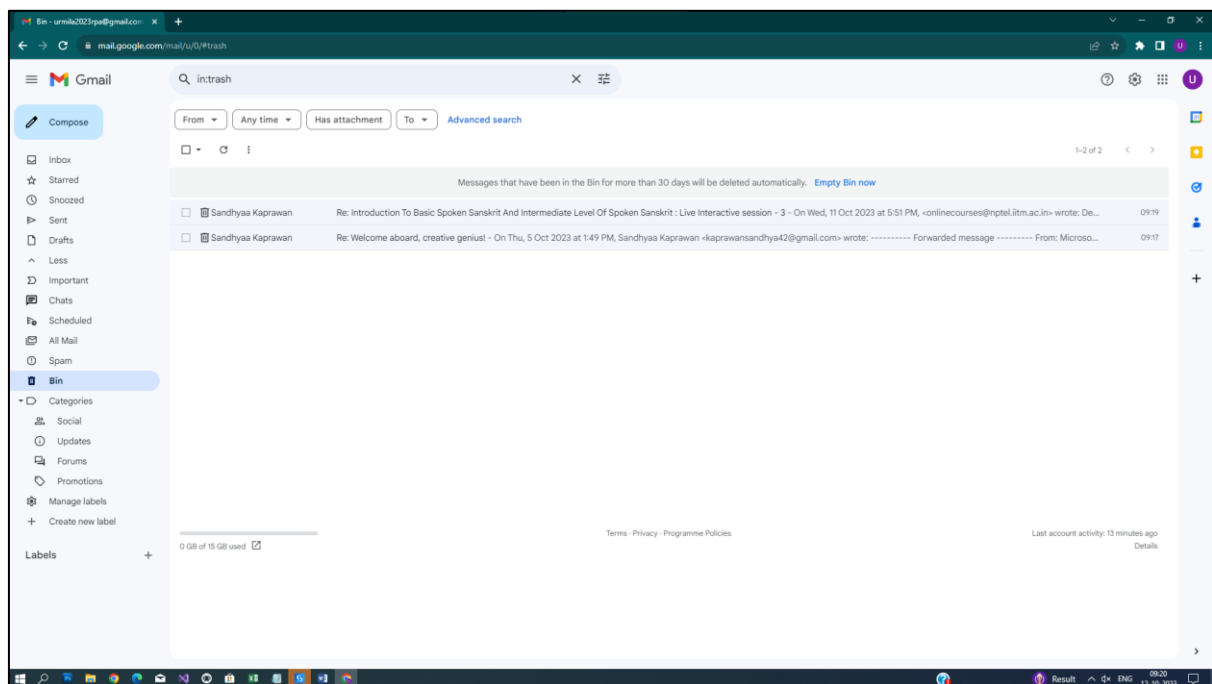 Bin - urmila2023rpa@gmail.com
mail.google.com/mail/u/0/#trash
Gmail
in:trash
U
Compose
From
Any time
Has attachment
To
Advanced search
1–2 of 2
Messages that have been in the Bin for more than 30 days will be deleted automatically. Empty Bin now
Sandhyaa Kaprawan Re: Introduction To Basic Spoken Sanskrit And Intermediate Level Of Spoken Sanskrit : Live Interactive session - 3 - On Wed, 11 Oct 2023 at 5:51 PM, <onlinecourses@nptel.iitm.ac.in> wrote: De... 09:19
Sandhyaa Kaprawan Re: Welcome aboard, creative genius! - On Thu, 5 Oct 2023 at 1:49 PM, Sandhyaa Kaprawan <kaprawansandhya42@gmail.com> wrote: ---------- Forwarded message --------- From: Microso... 09:17
Inbox
Starred
Snoozed
Sent
Drafts
Less
Important
Chats
Scheduled
All Mail
Spam
Bin
Categories
Social
Updates
Forums
Promotions
Manage labels
Create new label
Labels
0 GB of 15 GB used
Terms · Privacy · Programme Policies
Last account activity: 13 minutes ago
Details
Result
ENG
09:20
12-10-2023